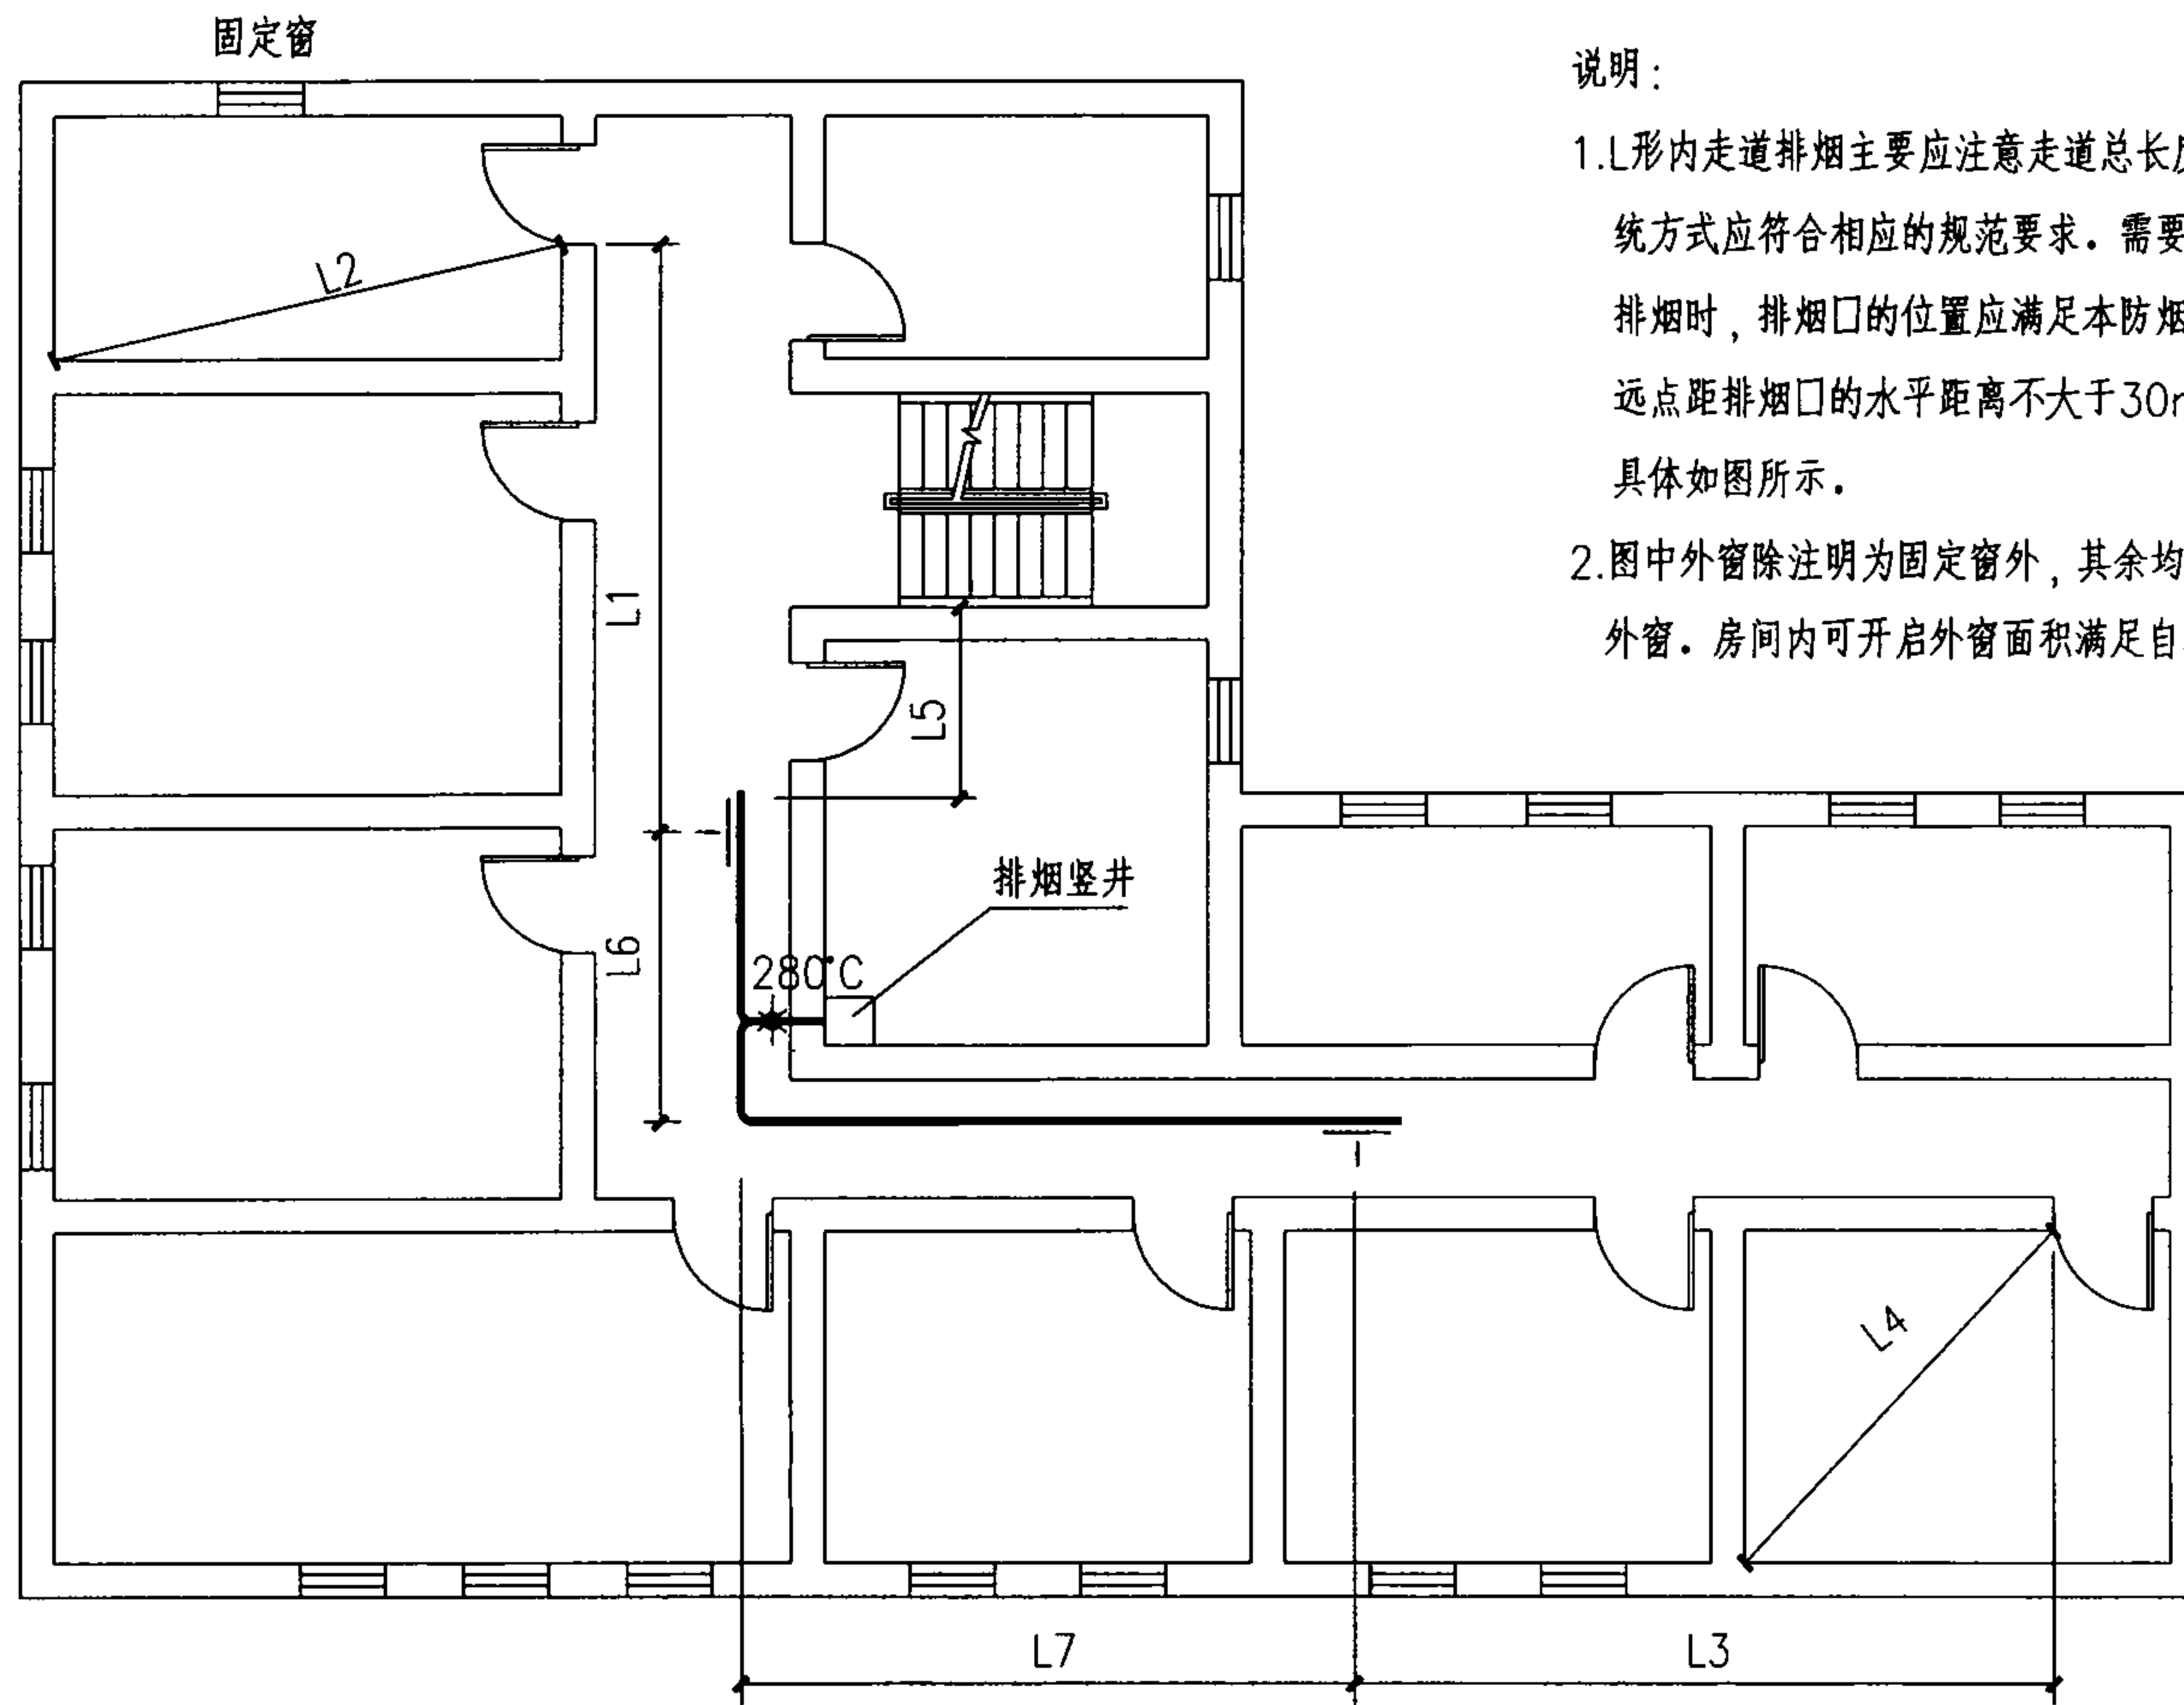 固定窗
说明：
1.L形内走道排烟主要应注意走道总长
统方式应符合相应的规范要求．需要
排烟时，排烟口的位置应满足本防烟
远点距排烟口的水平距离不大于30
具体如图所示．
2.图中外窗除注明为固定窗外，其余均
外窗．房间内可开启外窗面积满足自
L2
L1
L5
排烟竖井
L6
280°C
L4
L7
L3